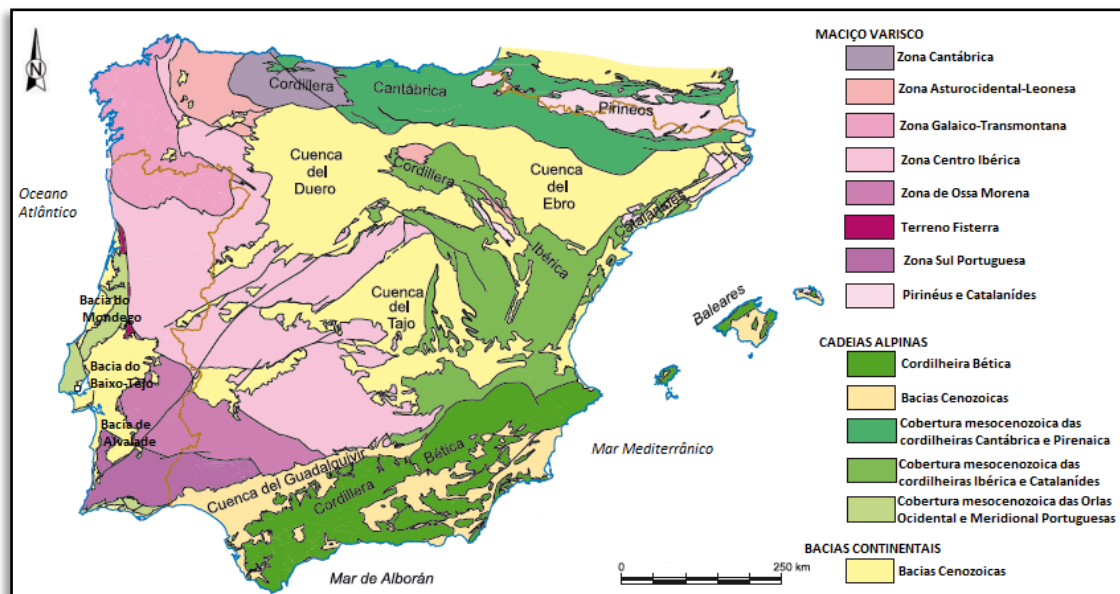 N
Oceano
Atlântico
Cordillera
Cantábrica
Pirineos
Cuenca
del
Duero
Cordillera
Ibérica
Cuenca
del
Ebro
Catalánides
Cuenca
del
Tajo
Baleares
Bacia do
Mondego
Bacia do
Baixo-Tejo
Bacia de
Alvalade
Cuenca del Guadalquivir
Cordillera
Bética
Mar Mediterrânico
Mar de Alborán
0
250 km
MACIÇO VARISCO
Zona Cantábrica
Zona Asturocidental-Leonesa
Zona Galaico-Transmontana
Zona Centro Ibérica
Zona de Ossa Morena
Terreno Fisterra
Zona Sul Portuguesa
Pirinéus e Catalanídes
CADEIAS ALPINAS
Cordilheira Bética
Bacias Cenozoicas
Cobertura mesocenozoica das
cordilheiras Cantábrica e Pirenaica
Cobertura mesocenozoica das
cordilheiras Ibérica e Catalánides
Cobertura mesocenozoica das Orlas
Ocidental e Meridional Portuguesas
BACIAS CONTINENTAIS
Bacias Cenozoicas